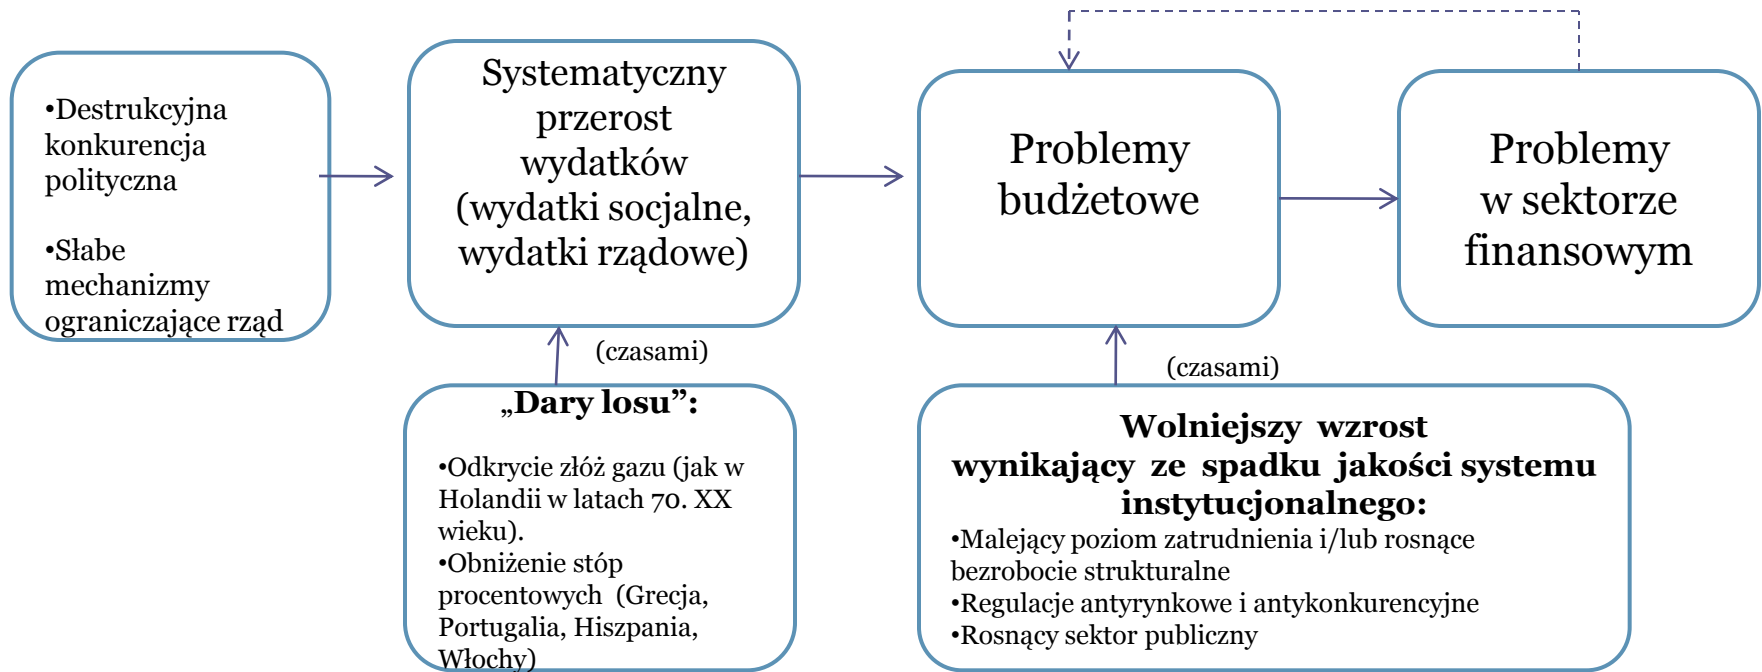 •Destrukcyjna
konkurencja
polityczna
•Słabe
mechanizmy
ograniczające rząd
Systematyczny
przerost
wydatków
(wydatki socjalne,
wydatki rządowe)
Problemy
budżetowe
Problemy
w sektorze
finansowym
(czasami)
„Dary losu”:
•Odkrycie złóż gazu (jak w
Holandii w latach 70. XX
wieku).
•Obniżenie stóp
procentowych (Grecja,
Portugalia, Hiszpania,
Włochy)
(czasami)
Wolniejszy wzrost
wynikający ze spadku jakości systemu
instytucjonalnego:
•Malejący poziom zatrudnienia i/lub rosnące
bezrobocie strukturalne
•Regulacje antyrynkowe i antykonkurencyjne
•Rosnący sektor publiczny